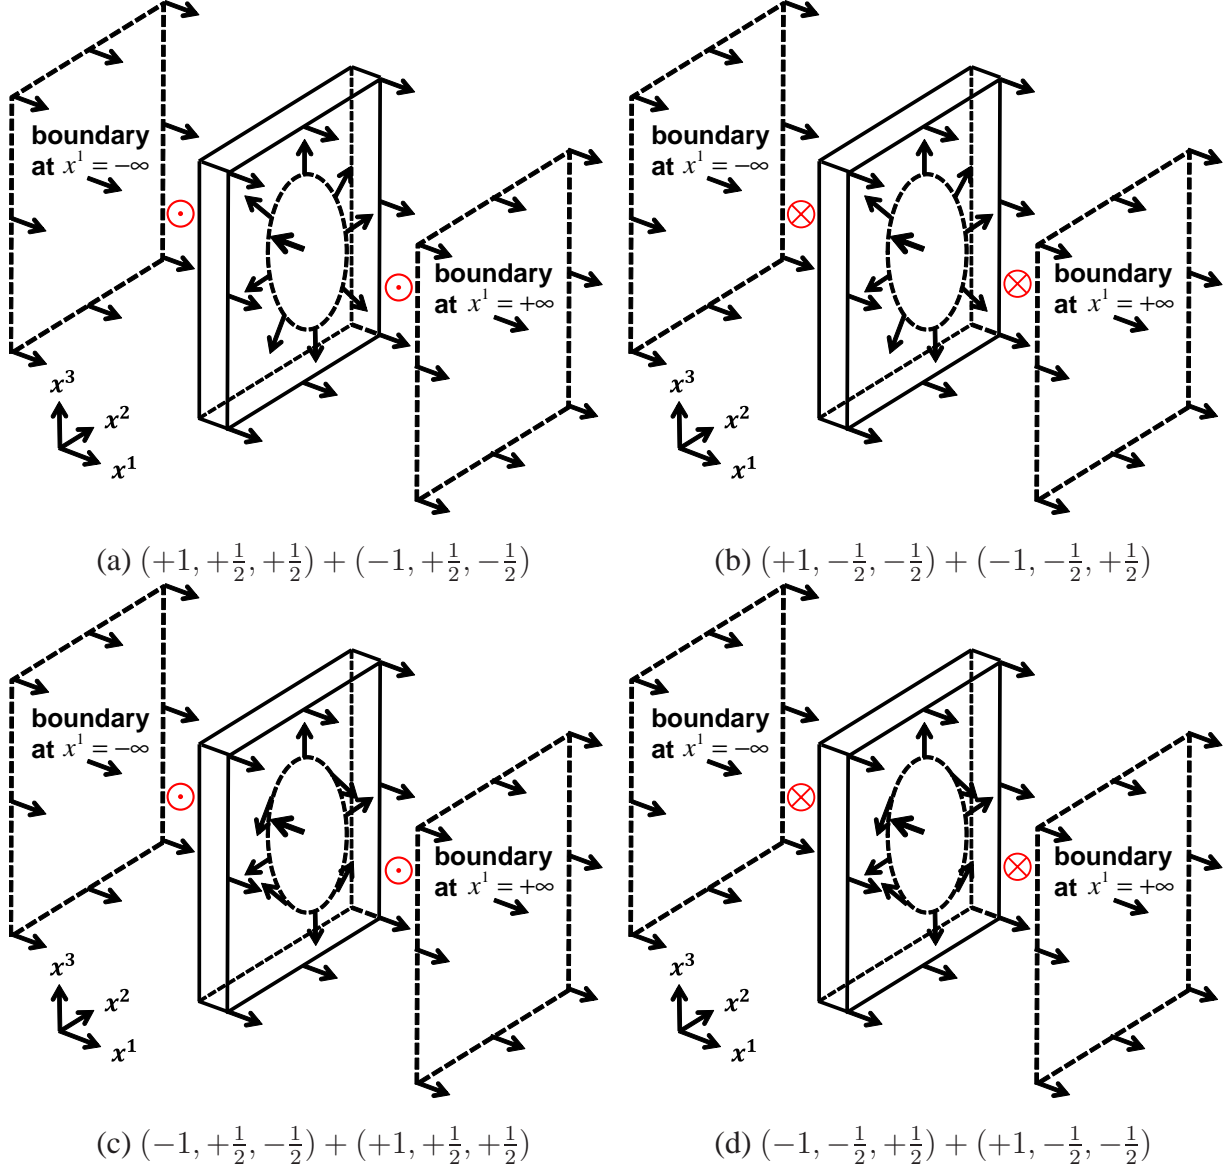 boundary
at x¹ = −∞
boundary
at x¹ = +∞
x³
x²
x¹
(a) (+1, +1/2, +1/2) + (−1, +1/2, −1/2)
boundary
at x¹ = −∞
boundary
at x¹ = +∞
x³
x²
x¹
(b) (+1, −1/2, −1/2) + (−1, −1/2, +1/2)
boundary
at x¹ = −∞
boundary
at x¹ = +∞
x³
x²
x¹
(c) (−1, +1/2, −1/2) + (+1, +1/2, +1/2)
boundary
at x¹ = −∞
boundary
at x¹ = +∞
x³
x²
x¹
(d) (−1, −1/2, +1/2) + (+1, −1/2, −1/2)